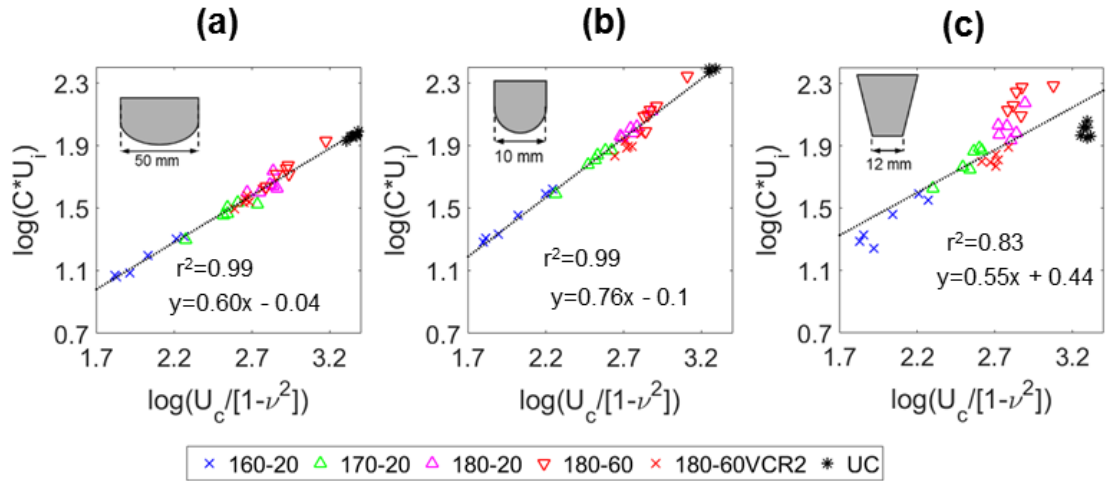 (a)
(b)
(c)
2.3
1.9
1.5
1.1
0.7
log(C*U_i)
50 mm
r²=0.99
y=0.60x - 0.04
1.7 2.2 2.7 3.2
log(U_c/[1-ν²])
2.3
1.9
1.5
1.1
0.7
log(C*U_i)
10 mm
r²=0.99
y=0.76x - 0.1
1.7 2.2 2.7 3.2
log(U_c/[1-ν²])
2.3
1.9
1.5
1.1
0.7
log(C*U_i)
12 mm
r²=0.83
y=0.55x + 0.44
1.7 2.2 2.7 3.2
log(U_c/[1-ν²])
160-20 170-20 180-20 180-60 180-60VCR2 UC